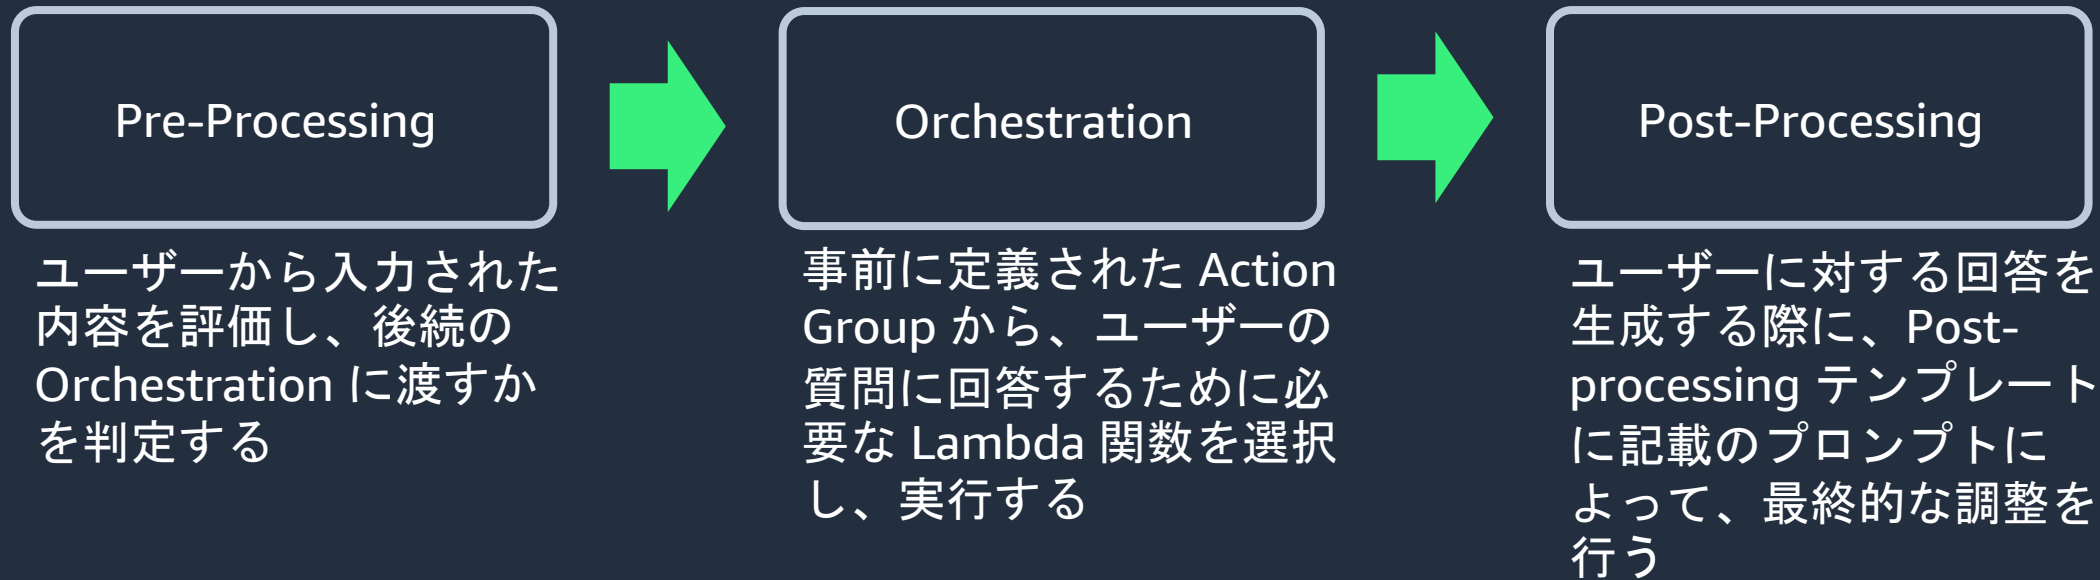 Pre-Processing
ユーザーから入力された
内容を評価し、後続の
Orchestration に渡すか
を判定する
Orchestration
事前に定義された Action
Group から、ユーザーの
質問に回答するために必
要な Lambda 関数を選択
し、実行する
Post-Processing
ユーザーに対する回答を
生成する際に、Post-
processing テンプレート
に記載のプロンプトに
よって、最終的な調整を
行う